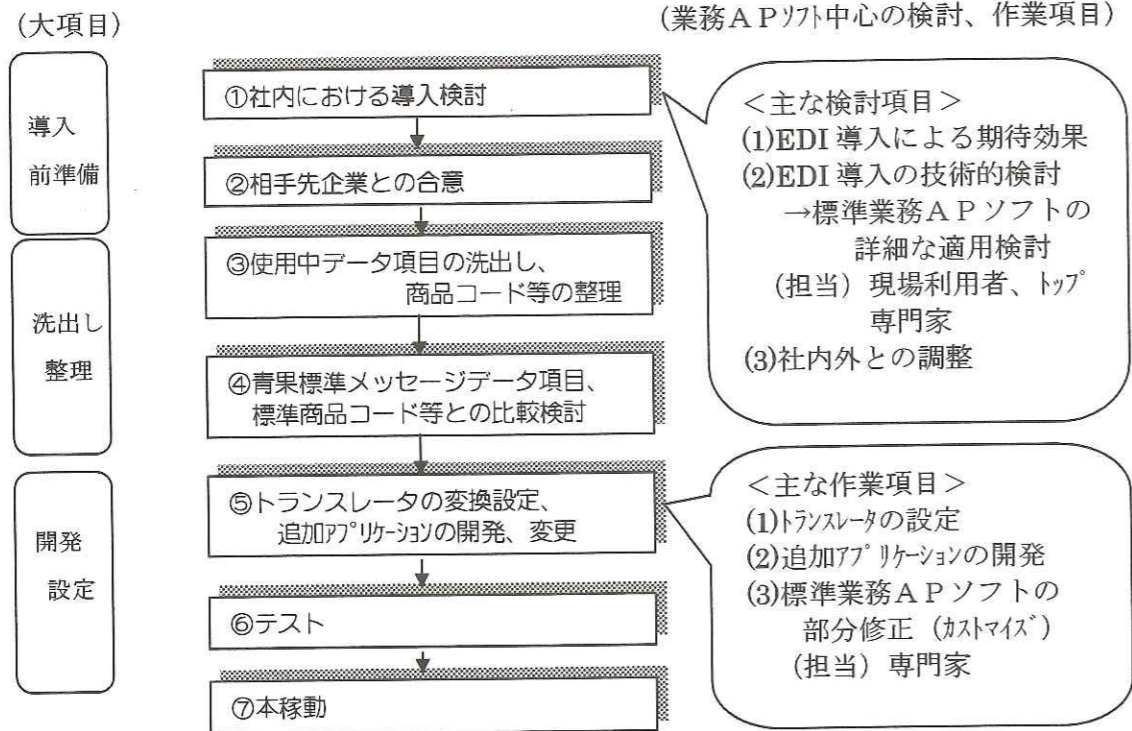 (大項目)
(業務ＡＰソフト中心の検討、作業項目)
導入
前準備
洗出し
整理
開発
設定
①社内における導入検討
②相手先企業との合意
③使用中データ項目の洗出し、
商品コード等の整理
④青果標準メッセージデータ項目、
標準商品コード等との比較検討
⑤トランスレータの変換設定、
追加ｱﾌﾟﾘｹｰｼｮﾝの開発、変更
⑥テスト
⑦本稼動
＜主な検討項目＞
(1)EDI 導入による期待効果
(2)EDI 導入の技術的検討
→標準業務ＡＰソフトの
詳細な適用検討
(担当) 現場利用者、ﾄｯﾌﾟ
専門家
(3)社内外との調整
＜主な作業項目＞
(1)ﾄﾗﾝｽﾚｰﾀの設定
(2)追加ｱﾌﾟﾘｹｰｼｮﾝの開発
(3)標準業務ＡＰソフトの
部分修正 (ｶｽﾄﾏｲｽﾞ)
(担当) 専門家